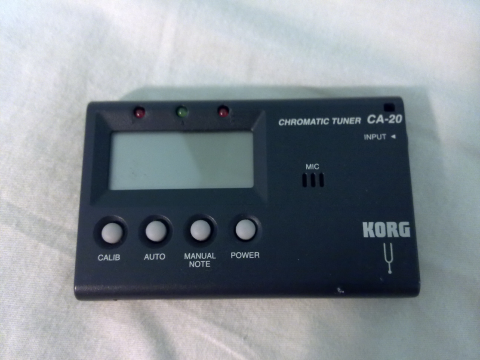 CHROMATIC TUNER CA-20
INPUT ◄
MIC
KORG
CALIB
AUTO
MANUAL
NOTE
POWER